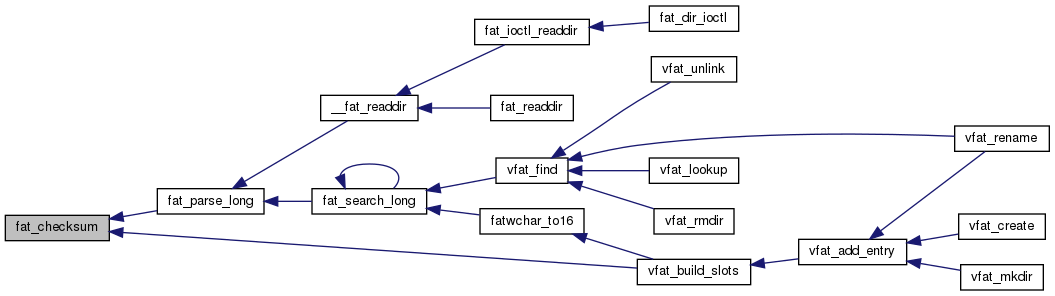 fat_dir_ioctl
fat_ioctl_readdir
vfat_unlink
__fat_readdir
fat_readdir
vfat_rename
vfat_find
vfat_lookup
fat_parse_long
fat_search_long
fatwchar_to16
vfat_rmdir
fat_checksum
vfat_create
vfat_add_entry
vfat_build_slots
vfat_mkdir